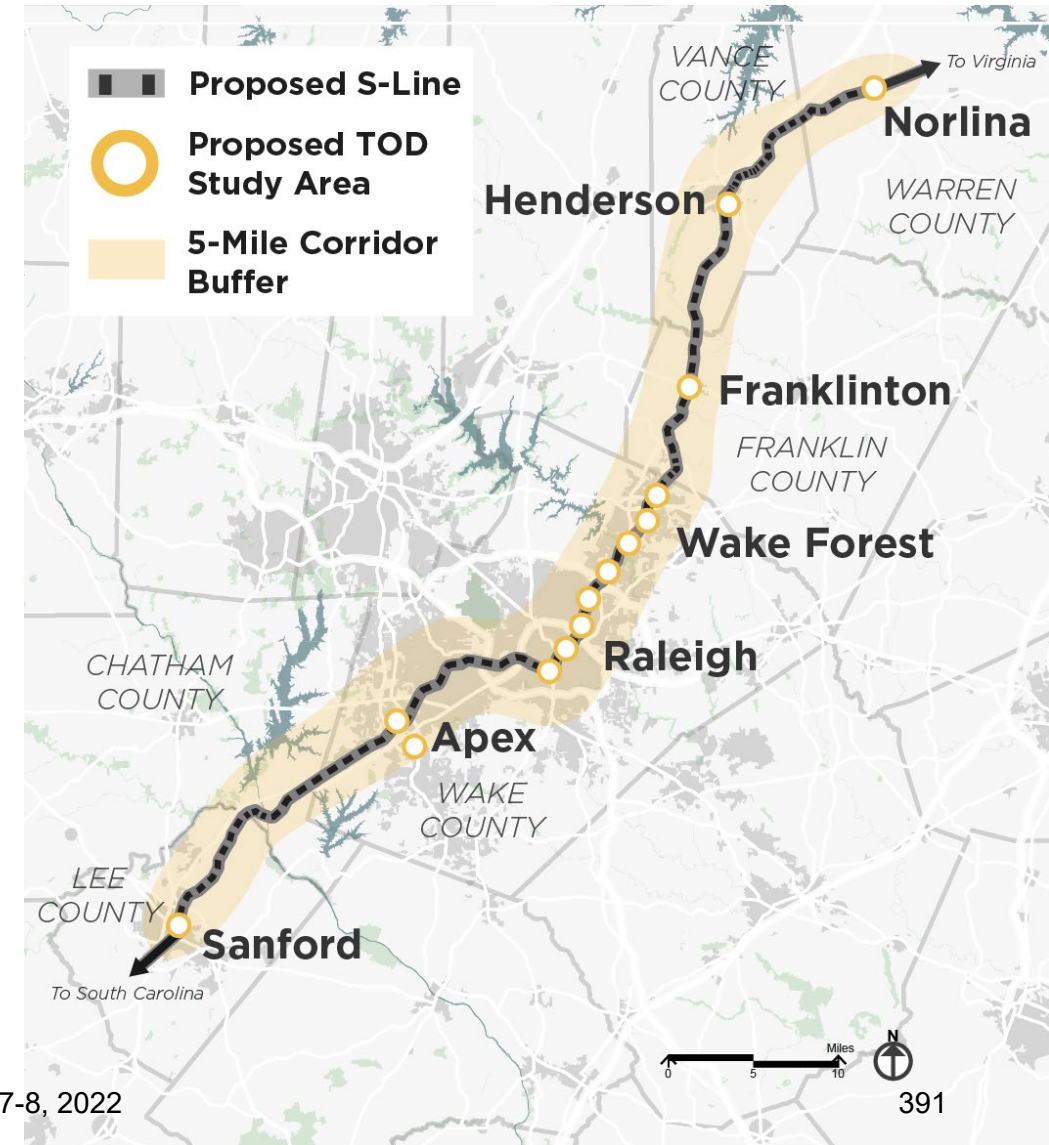 Proposed S-Line
Proposed TOD
Study Area
5-Mile Corridor
Buffer
VANCE
COUNTY
To Virginia
Norlina
Henderson
WARREN
COUNTY
Franklinton
FRANKLIN
COUNTY
Wake Forest
Raleigh
CHATHAM
COUNTY
Apex
WAKE
COUNTY
LEE
COUNTY
Sanford
To South Carolina
N
Miles
0 5 10
7-8, 2022
391